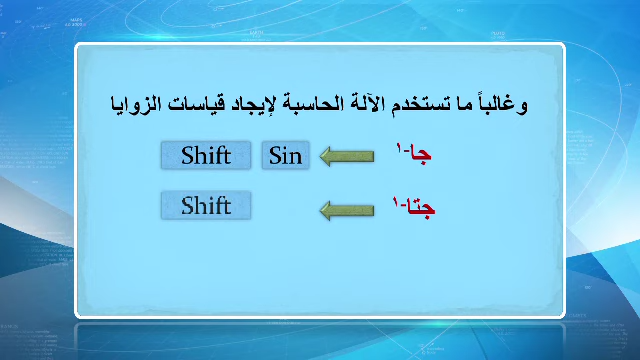 وغالباً ما تستخدم الآلة الحاسبة لإيجاد قياسات الزوايا
جا-١ Shift Sin
جتا-١ Shift